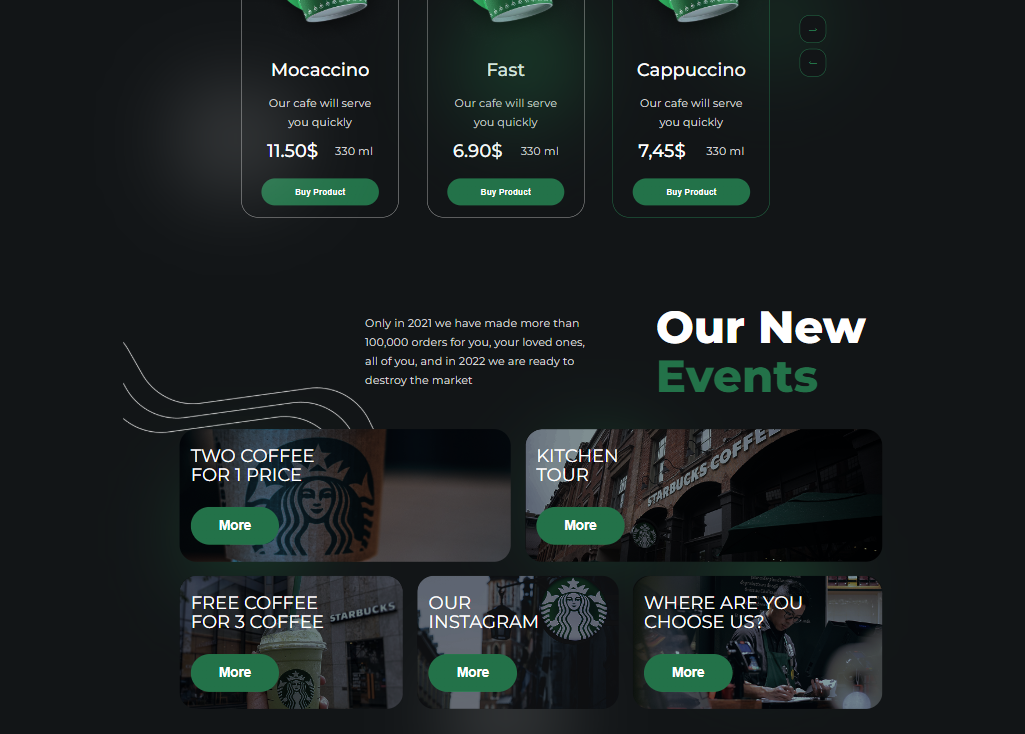 Mocaccino
Our cafe will serve
you quickly
11.50$ 330 ml
Buy Product
Fast
Our cafe will serve
you quickly
6.90$ 330 ml
Buy Product
Cappuccino
Our cafe will serve
you quickly
7,45$ 330 ml
Buy Product
Only in 2021 we have made more than
100,000 orders for you, your loved ones,
all of you, and in 2022 we are ready to
destroy the market
Our New
Events
TWO COFFEE
FOR 1 PRICE
More
KITCHEN
TOUR
STARBUCKS COFFEE
More
FREE COFFEE
FOR 3 COFFEE
STARBUCKS
More
OUR
INSTAGRAM
More
WHERE ARE YOU
CHOOSE US?
More